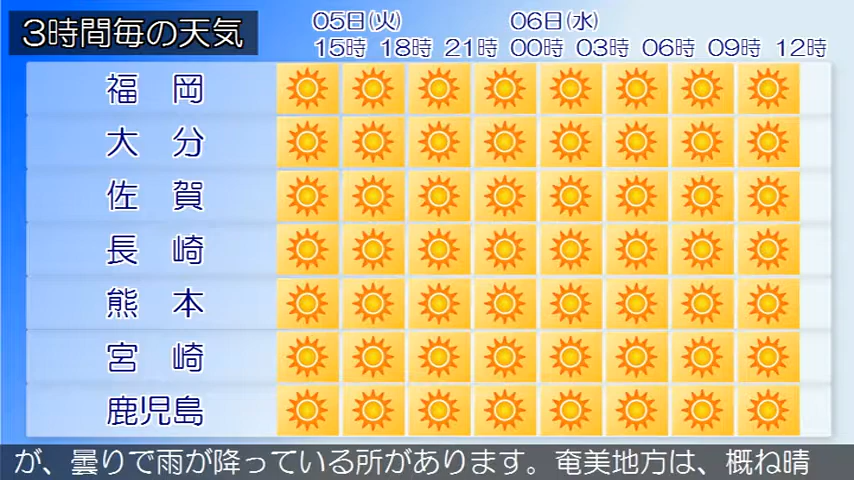 3時間毎の天気
05日(火) 06日(水)
15時 18時 21時 00時 03時 06時 09時 12時
福岡
大分
佐賀
長崎
熊本
宮崎
鹿児島
が、曇りで雨が降っている所があります。奄美地方は、概ね晴